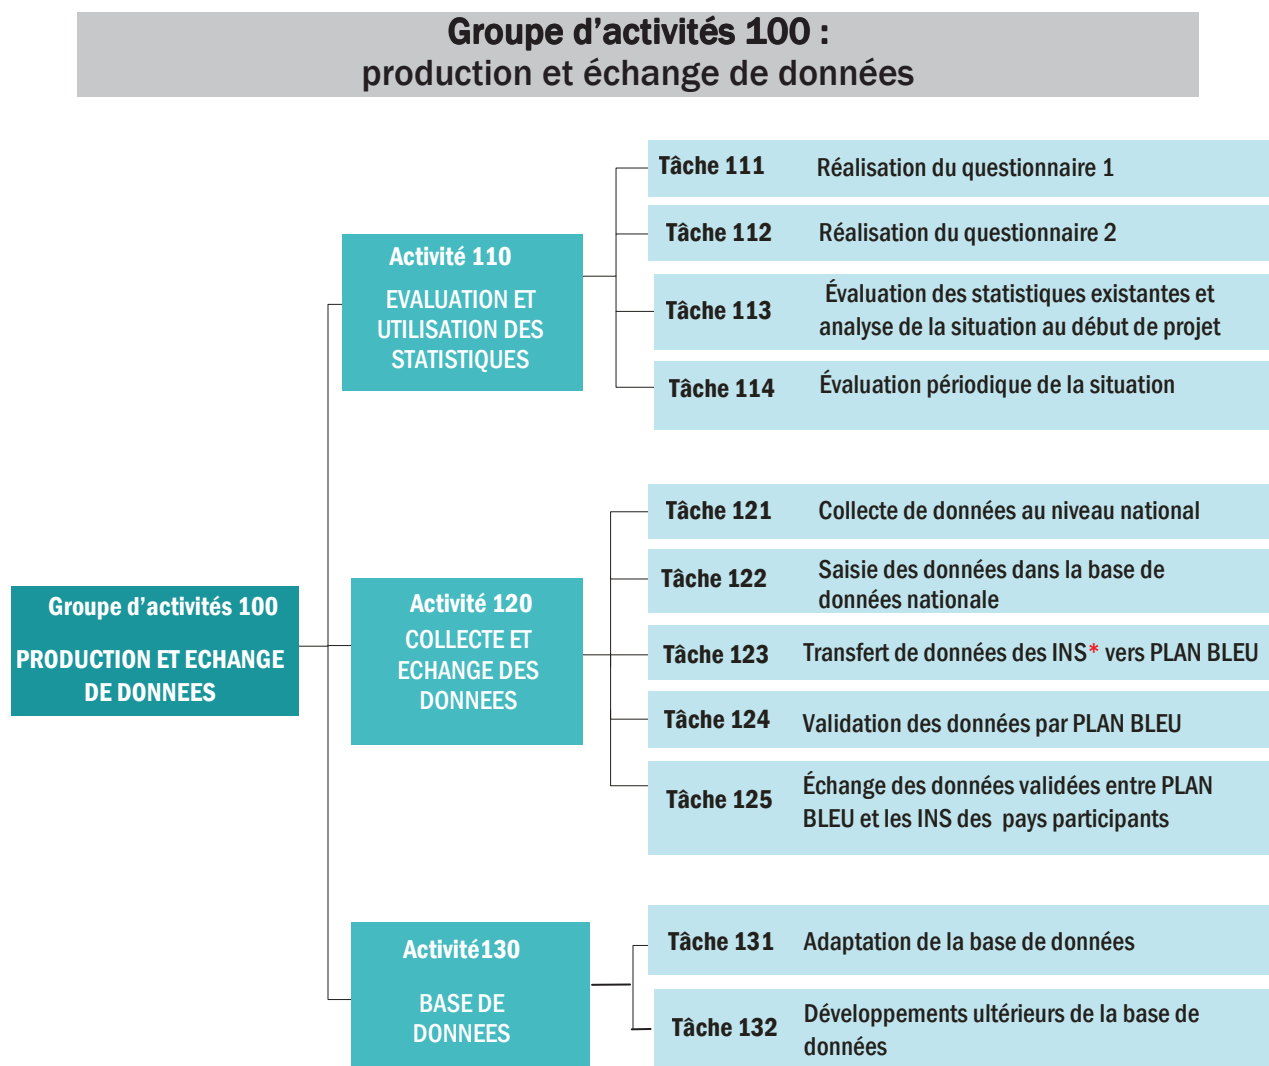 Groupe d’activités 100 :
production et échange de données
Tâche 111 Réalisation du questionnaire 1
Tâche 112 Réalisation du questionnaire 2
Activité 110
EVALUATION ET
UTILISATION DES
STATISTIQUES
Tâche 113 Évaluation des statistiques existantes et
analyse de la situation au début de projet
Tâche 114 Évaluation périodique de la situation
Tâche 121 Collecte de données au niveau national
Tâche 122 Saisie des données dans la base de
données nationale
Groupe d’activités 100
PRODUCTION ET ECHANGE
DE DONNEES
Activité 120
COLLECTE ET
ECHANGE DES
DONNEES
Tâche 123 Transfert de données des INS* vers PLAN BLEU
Tâche 124 Validation des données par PLAN BLEU
Tâche 125 Échange des données validées entre PLAN
BLEU et les INS des pays participants
Activité130
BASE DE
DONNEES
Tâche 131 Adaptation de la base de données
Tâche 132 Développements ultérieurs de la base de
données